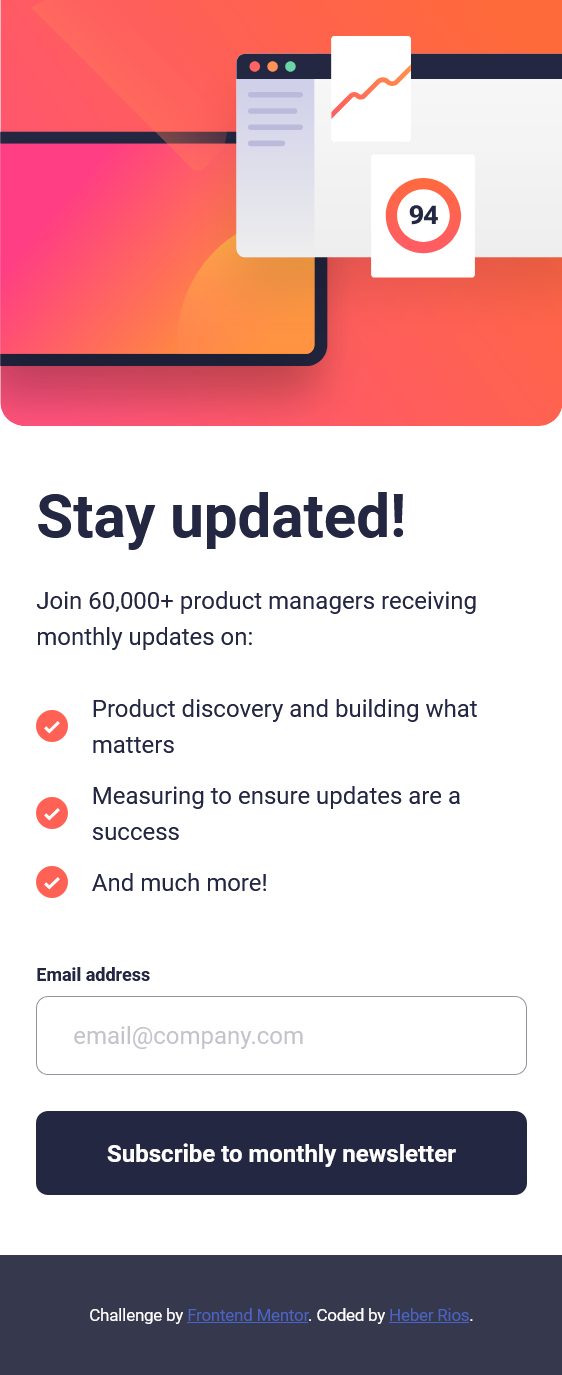 94
Stay updated!
Join 60,000+ product managers receiving
monthly updates on:
Product discovery and building what
matters
Measuring to ensure updates are a
success
And much more!
Email address
email@company.com
Subscribe to monthly newsletter
Challenge by Frontend Mentor. Coded by Heber Rios.